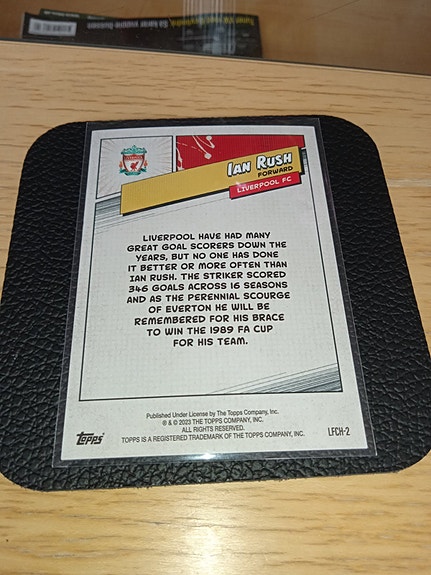 IAN RUSH
FORWARD
LIVERPOOL FC
LIVERPOOL HAVE HAD MANY
GREAT GOAL SCORERS DOWN THE
YEARS, BUT NO ONE HAS DONE
IT BETTER OR MORE OFTEN THAN
IAN RUSH. THE STRIKER SCORED
346 GOALS ACROSS 16 SEASONS
AND AS THE PERENNIAL SCOURGE
OF EVERTON HE WILL BE
REMEMBERED FOR HIS BRACE
TO WIN THE 1989 FA CUP
FOR HIS TEAM.
Published Under License by The Topps Company, Inc.
® & © 2023 THE TOPPS COMPANY, INC.
ALL RIGHTS RESERVED.
TOPPS IS A REGISTERED TRADEMARK OF THE TOPPS COMPANY, INC.
Topps
LFCH-2